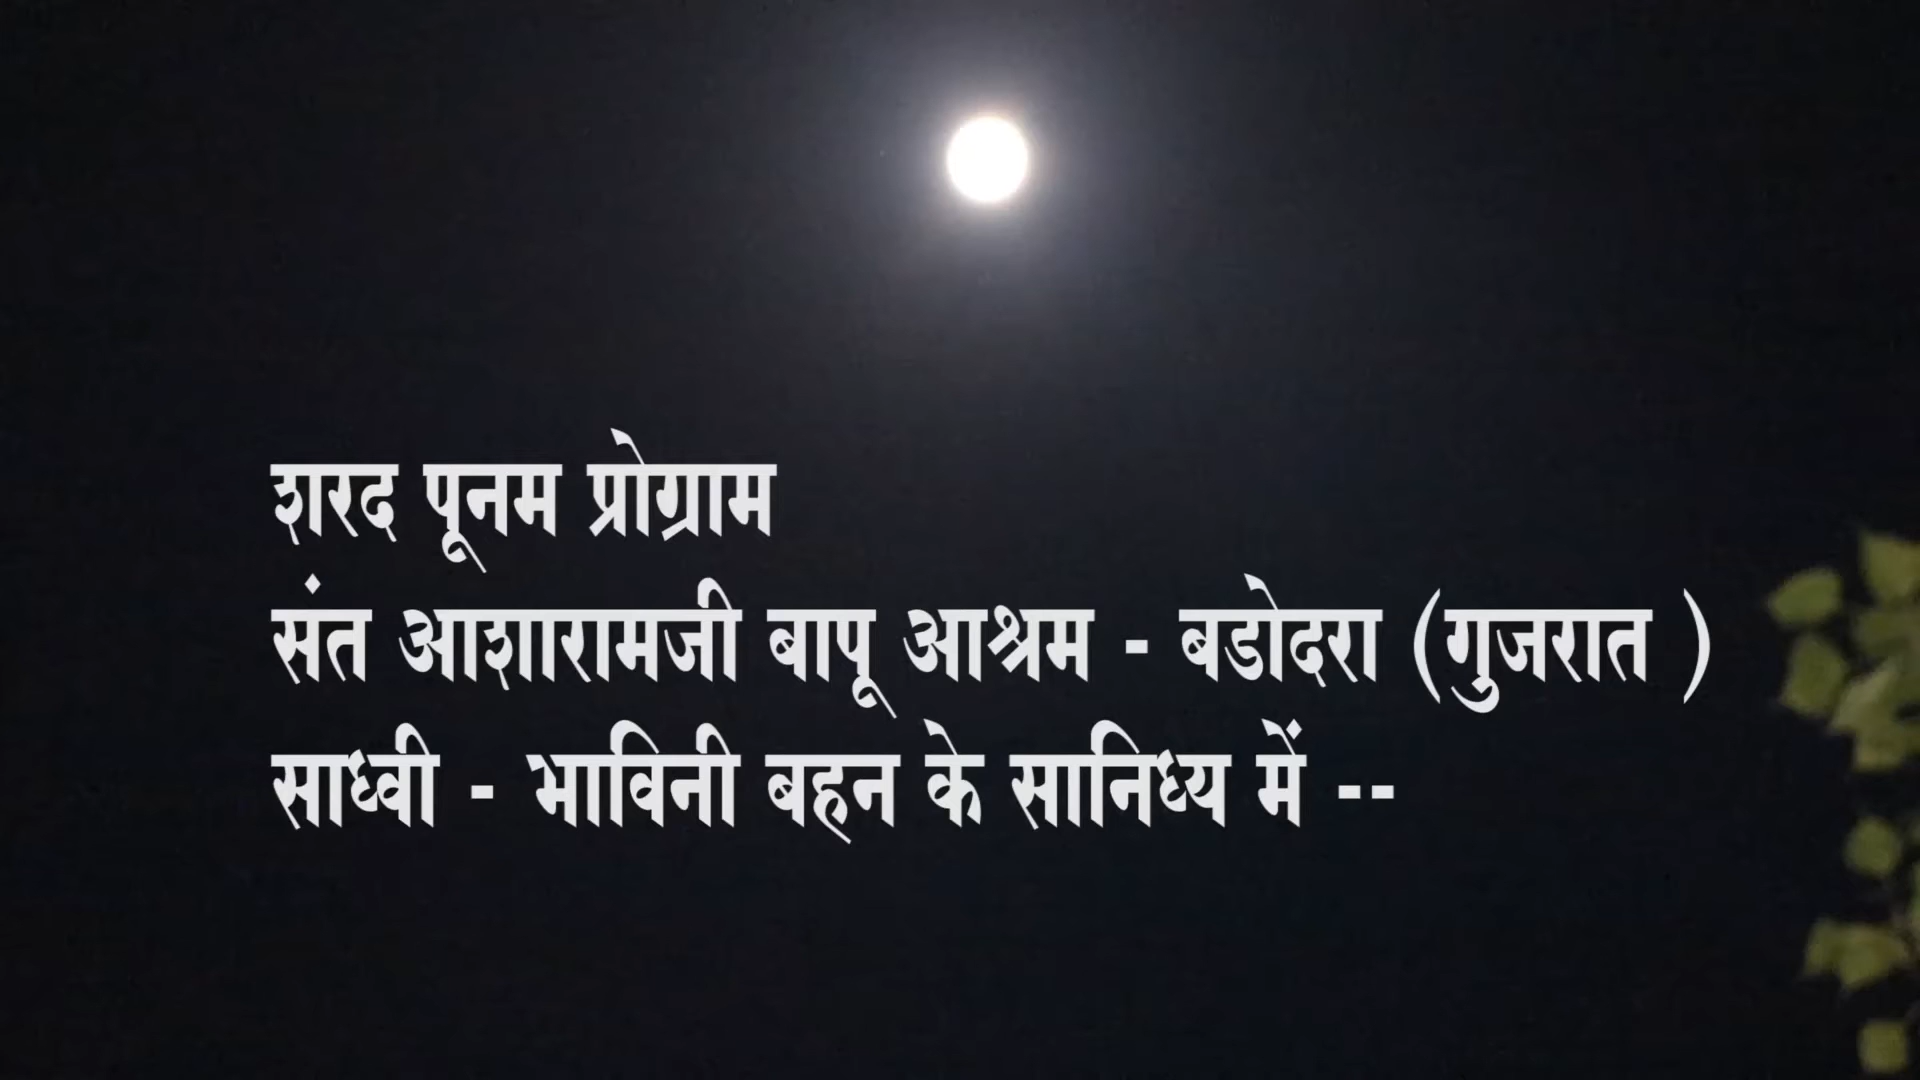 शरद पूनम प्रोग्राम
संत आशारामजी बापू आश्रम - बडोदरा (गुजरात )
साध्वी - भाविनी बहन के सानिध्य में --